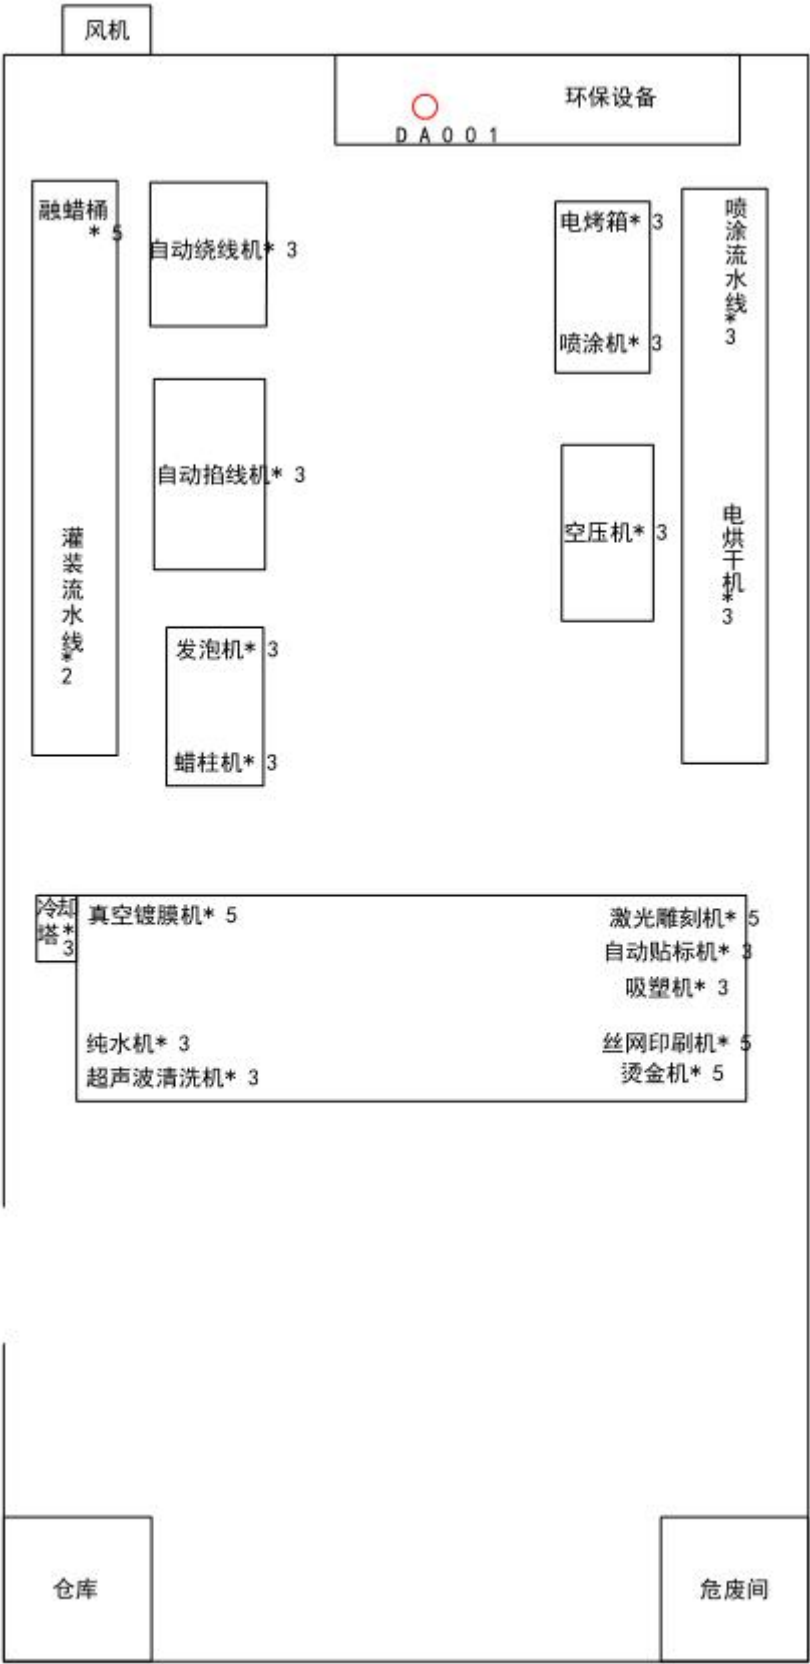 风机
环保设备
DA001
融蜡桶
*5
自动绕线机*3
电烤箱*3
喷涂机*3
喷涂流水线*3
自动掐线机*3
空压机*3
电烘干机*3
灌装流水线*2
发泡机*3
蜡柱机*3
冷却
塔*3
真空镀膜机*5
激光雕刻机*5
自动贴标机*3
吸塑机*3
纯水机*3
丝网印刷机*5
超声波清洗机*3
烫金机*5
仓库
危废间